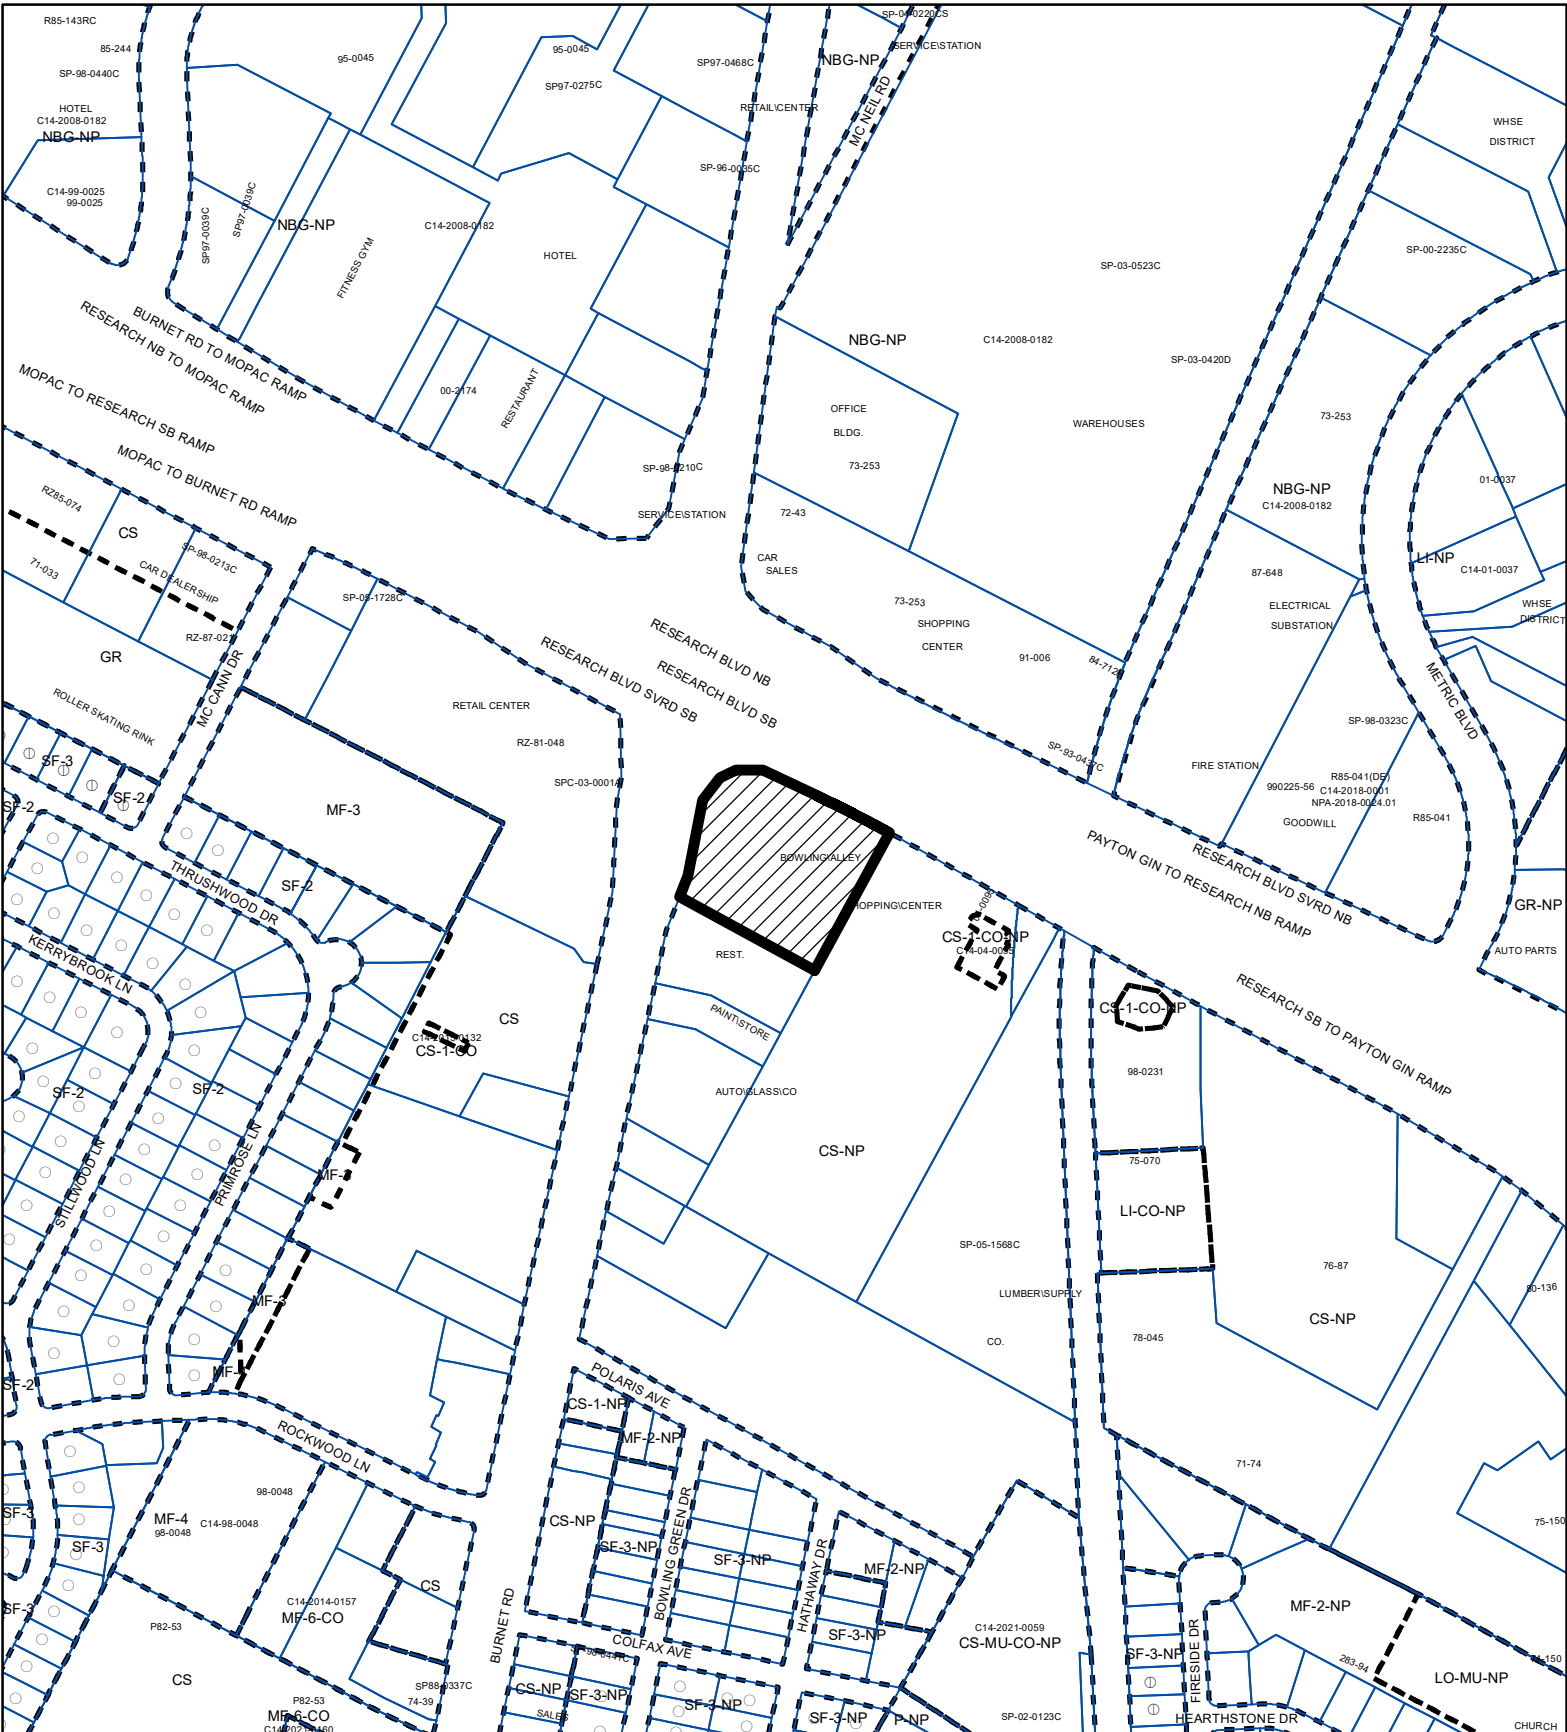 R85-143RC
85-244
SP-98-0440C
HOTEL
C14-2008-0182
NBG-NP
C14-99-0025
99-0025
95-0045
95-0045
SP97-0275C
SP97-0468C
RETAIL\CENTER
SP-96-0035C
NBG-NP
MC NEIL RD
SERVICE\STATION
WHSE
DISTRICT
SP97-0039C
SP97-0039C
NBG-NP
FITNESS GYM
C14-2008-0182
HOTEL
SP-03-0523C
SP-00-2235C
BURNET RD TO MOPAC RAMP
RESEARCH NB TO MOPAC RAMP
MOPAC TO RESEARCH SB RAMP
MOPAC TO BURNET RD RAMP
00-2174
RESTAURANT
NBG-NP
C14-2008-0182
SP-03-0420D
OFFICE
BLDG.
73-253
WAREHOUSES
73-253
SERVICE\STATION
72-43
CAR
SALES
NBG-NP
C14-2008-0182
01-0037
LI-NP
C14-01-0037
RZ85-074
CS
SP-98-0213C
71-033
CAR DEALERSHIP
GR
ROLLER SKATING RINK
MC CANN DR
SP-05-1728C
73-253
SHOPPING
CENTER
91-006
84-712
87-648
ELECTRICAL
SUBSTATION
WHSE
DISTRICT
METRIC BLVD
RESEARCH BLVD NB
RESEARCH BLVD SB
RESEARCH BLVD SVRD SB
RETAIL CENTER
RZ-81-048
SP-93-0437C
SP-98-0323C
FIRE STATION
R85-041(DE)
990225-56
C14-2018-0001
NPA-2018-0024.01
GOODWILL
R85-041
SF-3
SF-2
SF-2
MF-3
THRUSHWOOD DR
SF-2
KERRYBROOK LN
BOWLING\ALLEY
REST.
CS-1-CO-NP
PAYTON GIN TO RESEARCH NB RAMP
RESEARCH BLVD SVRD NB
RESEARCH SB TO PAYTON GIN RAMP
GR-NP
AUTO PARTS
PAINT\STORE
AUTO\GLASS\CO
CS
CS-1-CO
CS-1-CO-NP
98-0231
SF-2
SF-2
STILLWOOD LN
PRIMROSE LN
CS-NP
75-070
LI-CO-NP
MF-3
SP-05-1568C
LUMBER\SUPPLY
CO.
76-87
CS-NP
78-045
80-136
SF-2
ROCKWOOD LN
POLARIS AVE
CS-1-NP
MF-2-NP
71-74
75-150
98-0048
MF-4
98-0048
C14-98-0048
SF-3
SF-3
SF-3
CS-NP
SF-3-NP
BOWLING GREEN DR
SF-3-NP
HATHAWAY DR
MF-2-NP
CS
C14-2014-0157
MF-6-CO
P82-53
CS
BURNET RD
COLFAX AVE
SF-3-NP
C14-2021-0059
CS-MU-CO-NP
SF-3-NP
FIRESIDE DR
MF-2-NP
283-94
LO-MU-NP
CHURCH
SP88-0337C
74-39
P82-53
MF-6-CO
CS-NP
SALES
SF-3-NP
SF-3-NP
SF-3-NP
P-NP
SP-02-0123C
HEARTHSTONE DR